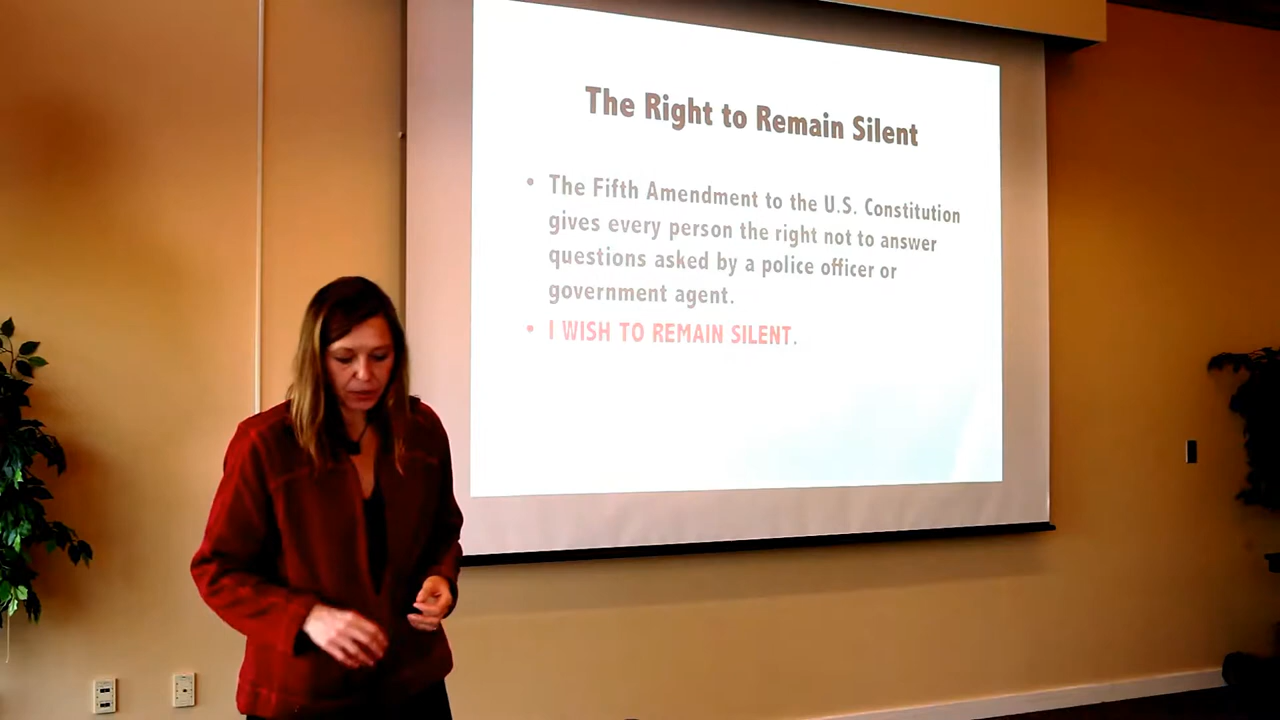 The Right to Remain Silent
• The Fifth Amendment to the U.S. Constitution
gives every person the right not to answer
questions asked by a police officer or
government agent.
• I WISH TO REMAIN SILENT.